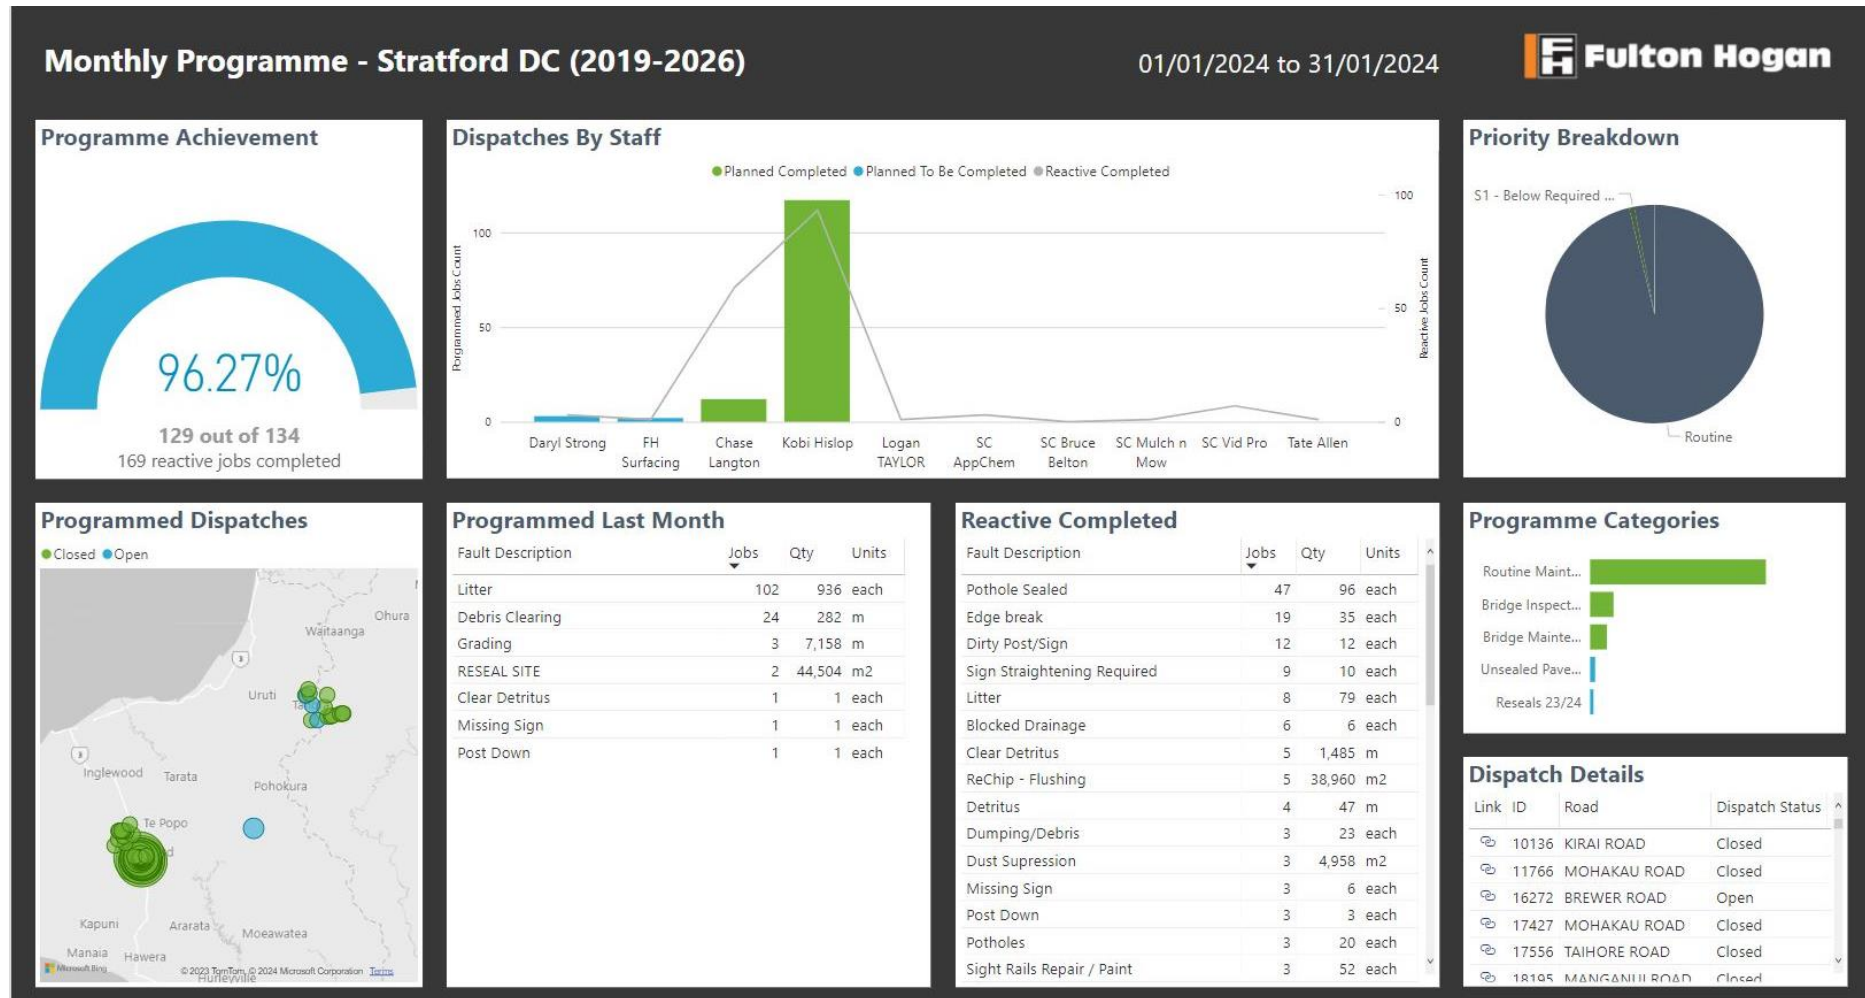 Monthly Programme - Stratford DC (2019-2026)
01/01/2024 to 31/01/2024
FH Fulton Hogan
Programme Achievement
96.27%
129 out of 134
169 reactive jobs completed
Dispatches By Staff
Planned Completed Planned To Be Completed Reactive Completed
Porgrammed Jobs Count
100
50
0
Reactive Jobs Count
100
50
0
Daryl Strong
FH Surfacing
Chase Langton
Kobi Hislop
Logan TAYLOR
SC AppChem
SC Bruce Belton
SC Mulch n Mow
SC Vid Pro
Tate Allen
Priority Breakdown
S1 - Below Required ...
Routine
Programmed Dispatches
Closed Open
Ohura
Waitaanga
3
Uruti
3
Inglewood
Tarata
Pohokura
Te Popo
Kapuni
Ararata
Moeawatea
Manaia
Hawera
Hurleyville
Microsoft Bing
© 2023 TomTom, © 2024 Microsoft Corporation Terms
Programmed Last Month
Fault Description Jobs Qty Units
Litter 102 936 each
Debris Clearing 24 282 m
Grading 3 7,158 m
RESEAL SITE 2 44,504 m2
Clear Detritus 1 1 each
Missing Sign 1 1 each
Post Down 1 1 each
Reactive Completed
Fault Description Jobs Qty Units
Pothole Sealed 47 96 each
Edge break 19 35 each
Dirty Post/Sign 12 12 each
Sign Straightening Required 9 10 each
Litter 8 79 each
Blocked Drainage 6 6 each
Clear Detritus 5 1,485 m
ReChip - Flushing 5 38,960 m2
Detritus 4 47 m
Dumping/Debris 3 23 each
Dust Supression 3 4,958 m2
Missing Sign 3 6 each
Post Down 3 3 each
Potholes 3 20 each
Sight Rails Repair / Paint 3 52 each
Programme Categories
Routine Maint...
Bridge Inspect...
Bridge Mainte...
Unsealed Pave...
Reseals 23/24
Dispatch Details
Link ID Road Dispatch Status
10136 KIRAI ROAD Closed
11766 MOHAKAU ROAD Closed
16272 BREWER ROAD Open
17427 MOHAKAU ROAD Closed
17556 TAIHORE ROAD Closed
18195 MANGANUI ROAD Closed